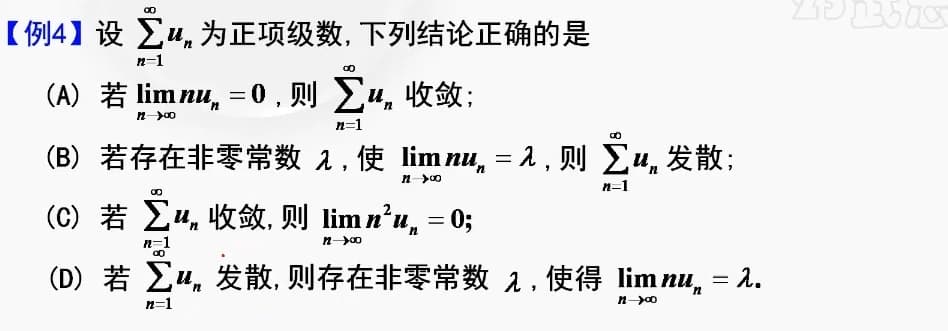 【例4】设 $\sum_{n=1}^{\infty} u_n$ 为正项级数, 下列结论正确的是
(A) 若 $\lim_{n \to \infty} nu_n = 0$ , 则 $\sum_{n=1}^{\infty} u_n$ 收敛;
(B) 若存在非零常数 $\lambda$ , 使 $\lim_{n \to \infty} nu_n = \lambda$ , 则 $\sum_{n=1}^{\infty} u_n$ 发散;
(C) 若 $\sum_{n=1}^{\infty} u_n$ 收敛, 则 $\lim_{n \to \infty} n^2 u_n = 0;$
(D) 若 $\sum_{n=1}^{\infty} u_n$ 发散, 则存在非零常数 $\lambda$ , 使得 $\lim_{n \to \infty} nu_n = \lambda.$